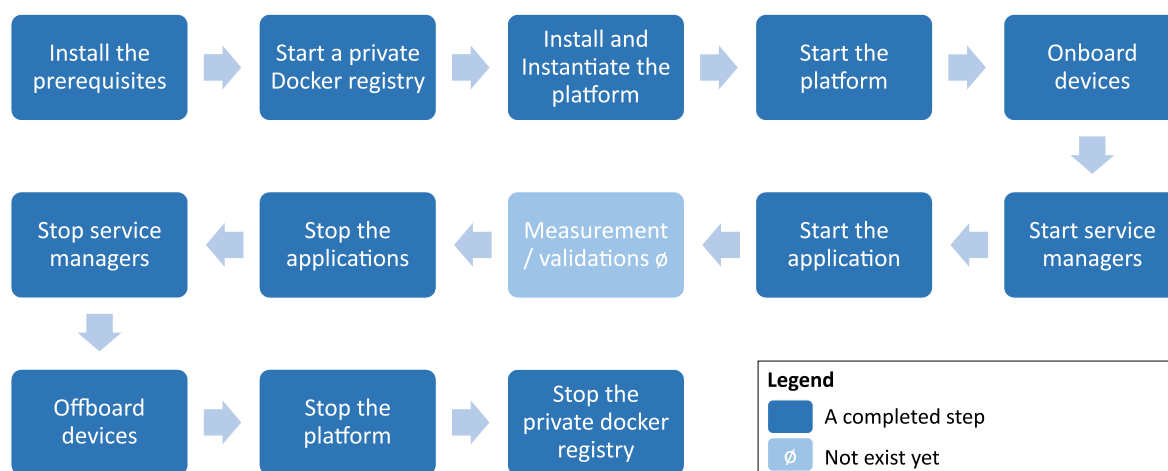 Install the
prerequisites
Start a private
Docker registry
Install and
Instantiate the
platform
Start the
platform
Onboard
devices
Start service
managers
Start the
application
Measurement
/ validations ø
Stop the
applications
Stop service
managers
Offboard
devices
Stop the
platform
Stop the
private docker
registry
Legend
A completed step
ø Not exist yet